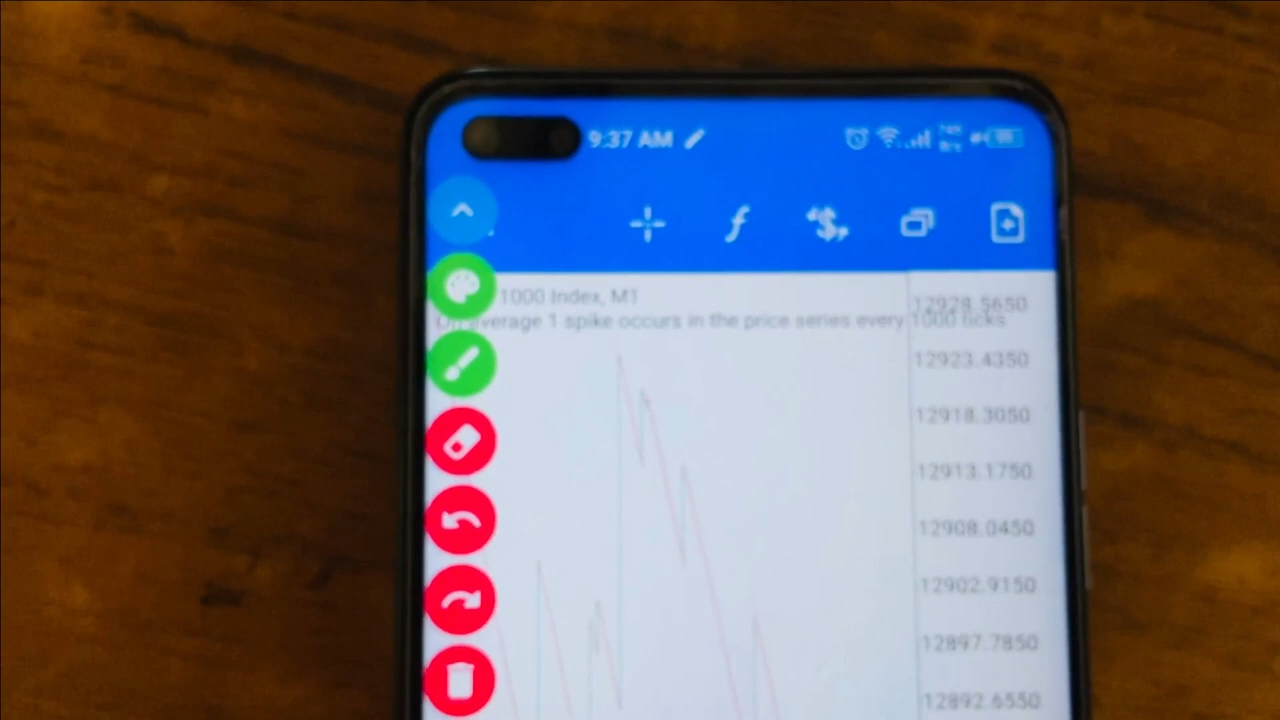 9:37 AM
1000 Index, M1
On average 1 spike occurs in the price series every 1000 ticks
12928.5650
12923.4350
12918.3050
12913.1750
12908.0450
12902.9150
12897.7850
12892.6550